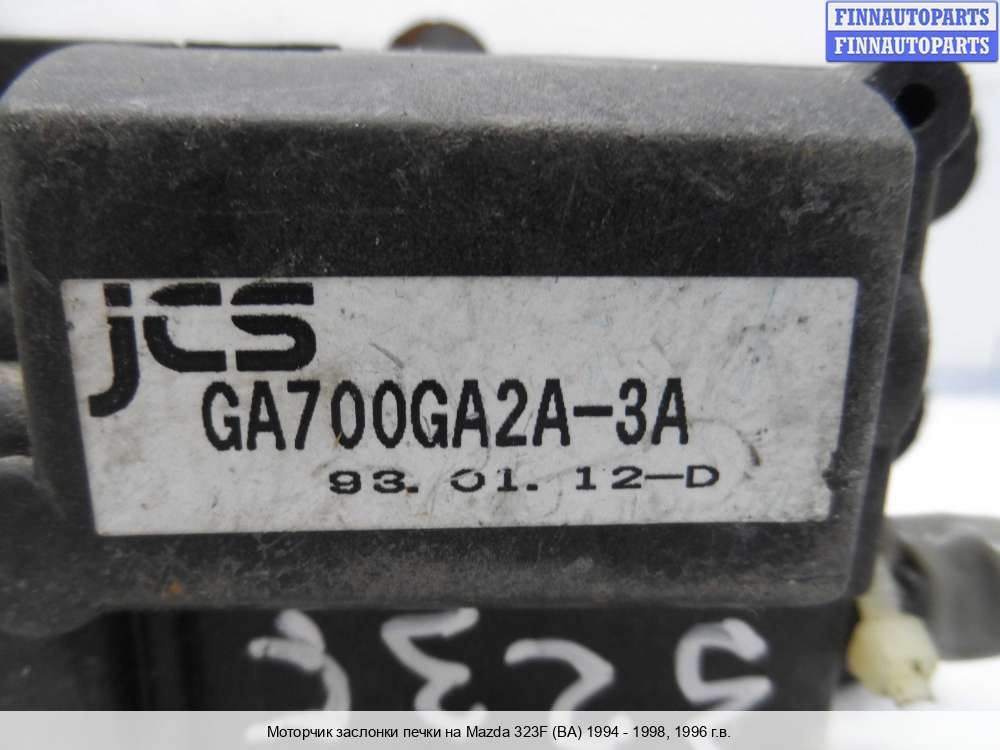 FINNAUTOPARTS
FINNAUTOPARTS
jCS
GA700GA2A-3A
93. 01. 12-D
Моторчик заслонки печки на Mazda 323F (BA) 1994 - 1998, 1996 г.в.